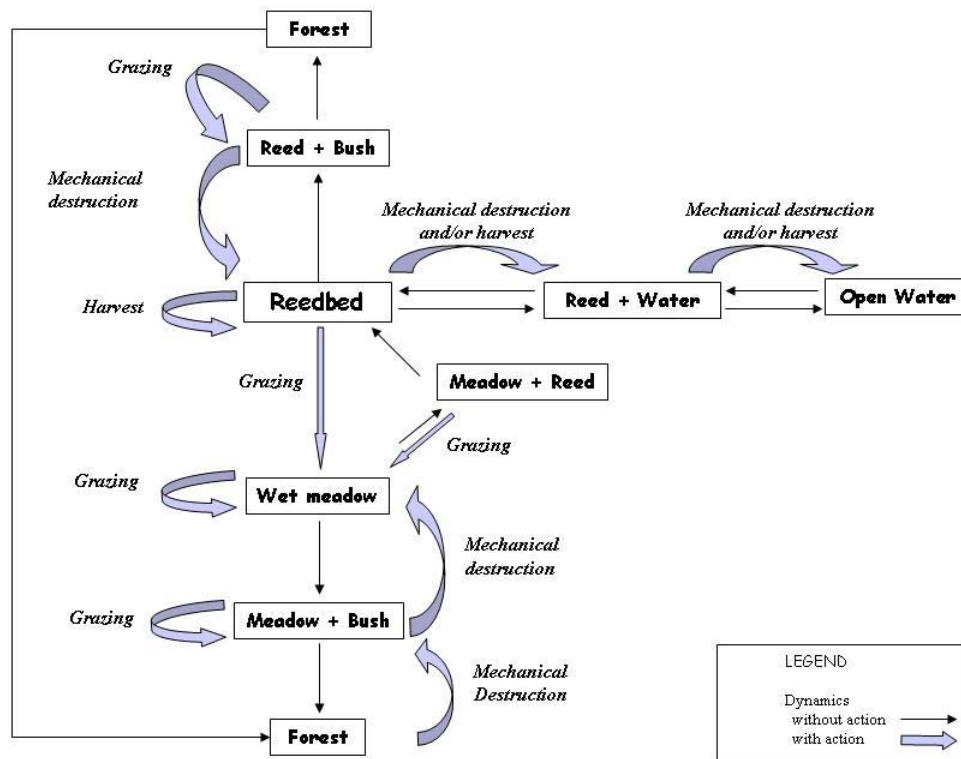 Forest
Grazing
Reed + Bush
Mechanical
destruction
Mechanical destruction
and/or harvest
Mechanical destruction
and/or harvest
Harvest
Reedbed
Reed + Water
Open Water
Grazing
Meadow + Reed
Grazing
Grazing
Wet meadow
Mechanical
destruction
Grazing
Meadow + Bush
Mechanical
Destruction
Forest
LEGEND
Dynamics
without action
with action